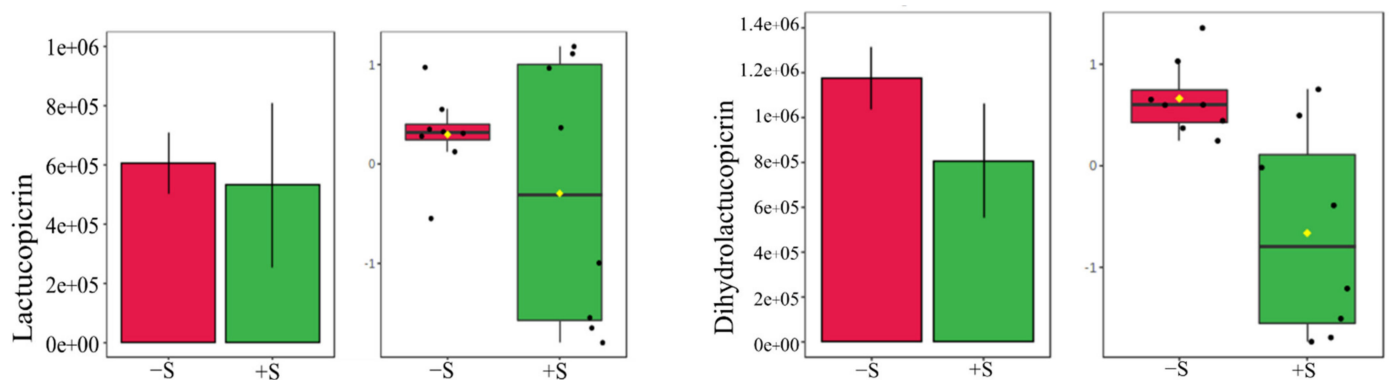 Lactucopicrin
1e+06
8e+05
6e+05
4e+05
2e+05
0e+00
−S
+S
1
0
-1
−S
+S
Dihydrolactucopicrin
1.4e+06
1.2e+06
1e+06
8e+05
6e+05
4e+05
2e+05
0e+00
−S
+S
1
0
-1
−S
+S